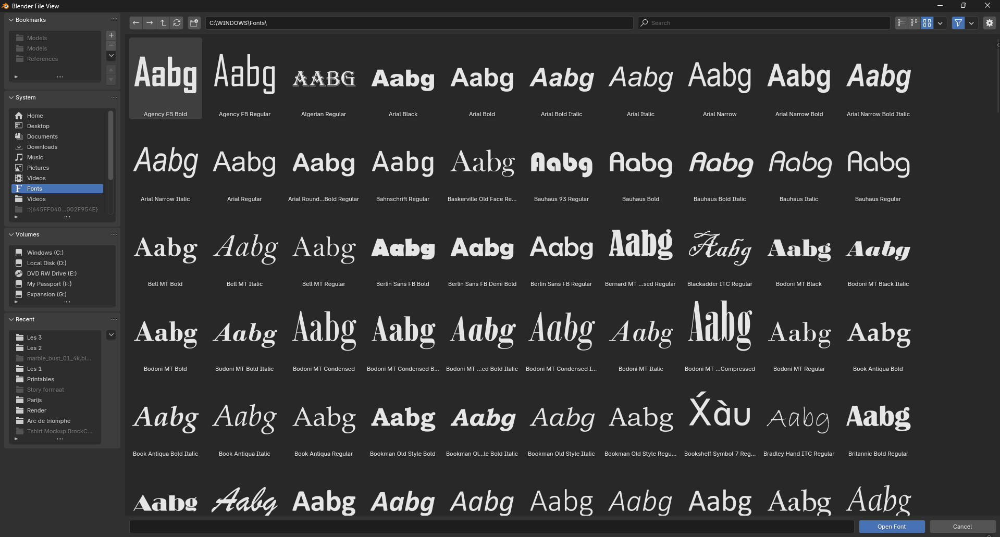 Blender File View
Bookmarks
Models
Models
References
System
Home
Desktop
Documents
Downloads
Music
Pictures
Videos
Fonts
Videos
::{645FF040...002F954E}
Volumes
Windows (C:)
Local Disk (D:)
DVD RW Drive (E:)
My Passport (F:)
Expansion (G:)
Recent
Les 3
Les 2
marble_bust_01_4k.bl...
Les 1
Printables
Story formaat
Parijs
Render
Arc de triomphe
Tshirt Mockup BrockC...
C:\WINDOWS\Fonts\
Search
Aabg Aabg AABG Aabg Aabg Aabg Aabg Aabg Aabg Aabg
Agency FB Bold Agency FB Regular Algerian Regular Arial Black Arial Bold Arial Bold Italic Arial Italic Arial Narrow Arial Narrow Bold Arial Narrow Bold Italic
Aabg Aabg Aabg Aabg Aabg Aabg Aabg Aabg Aabg Aabg
Arial Narrow Italic Arial Regular Arial Round...Bold Regular Bahnschrift Regular Baskerville Old Face Re... Bauhaus 93 Regular Bauhaus Bold Bauhaus Bold Italic Bauhaus Italic Bauhaus Regular
Aabg Aabg Aabg Aabg Aabg Aabg Aabg Aabg Aabg Aabg
Bell MT Bold Bell MT Italic Bell MT Regular Berlin Sans FB Bold Berlin Sans FB Demi Bold Berlin Sans FB Regular Bernard MT ...sed Regular Blackadder ITC Regular Bodoni MT Black Bodoni MT Black Italic
Aabg Aabg Aabg Aabg Aabg Aabg Aabg Aabg Aabg Aabg
Bodoni MT Bold Bodoni MT Bold Italic Bodoni MT Condensed Bodoni MT Condensed B... Bodoni MT ...ed Bold Italic Bodoni MT Condensed I... Bodoni MT Italic Bodoni MT ...Compressed Bodoni MT Regular Book Antiqua Bold
Aabg Aabg Aabg Aabg Aabg Aabg Aabg X́àu Aabg Aabg
Book Antiqua Bold Italic Book Antiqua Italic Book Antiqua Regular Bookman Old Style Bold Bookman Ol...le Bold Italic Bookman Old Style Italic Bookman Old Style Regu... Bookshelf Symbol 7 Reg... Bradley Hand ITC Regular Britannic Bold Regular
Aabg Aabg Aabg Aabg Aabg Aabg Aabg Aabg Aabg Aabg
Open Font
Cancel